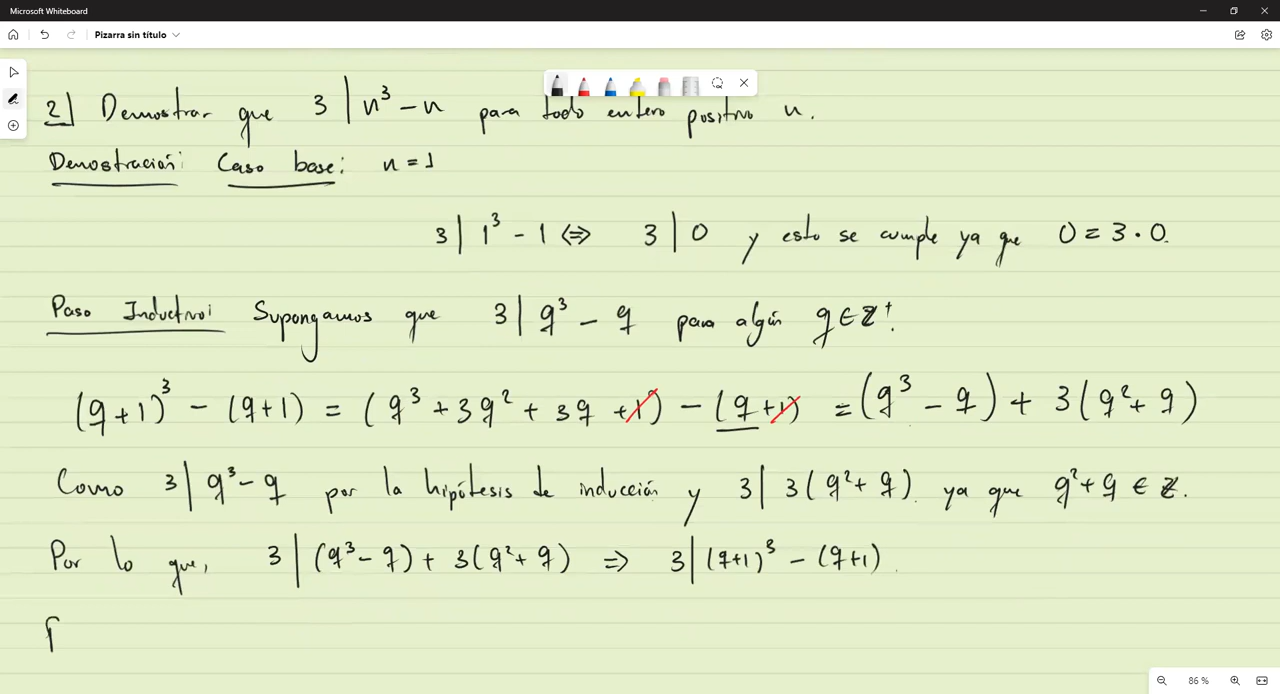 Microsoft Whiteboard
Pizarra sin título
2] Demostrar que 3 | n³ - n para todo entero positivo n.
Demostración: Caso base: n = 1
3 | 1³ - 1 ⇔ 3 | 0 y esto se cumple ya que 0 = 3 · 0.
Paso Inductivo: Supongamos que 3 | q³ - q para algún q ∈ Z⁺.
(q+1)³ - (q+1) = (q³ + 3q² + 3q + 1) - (q+1) = (q³ - q) + 3(q² + q)
Como 3 | q³ - q por la hipótesis de inducción y 3 | 3(q² + q). ya que q² + q ∈ Z.
Por lo que, 3 | (q³ - q) + 3(q² + q) ⇒ 3 | (q+1)³ - (q+1).
86 %